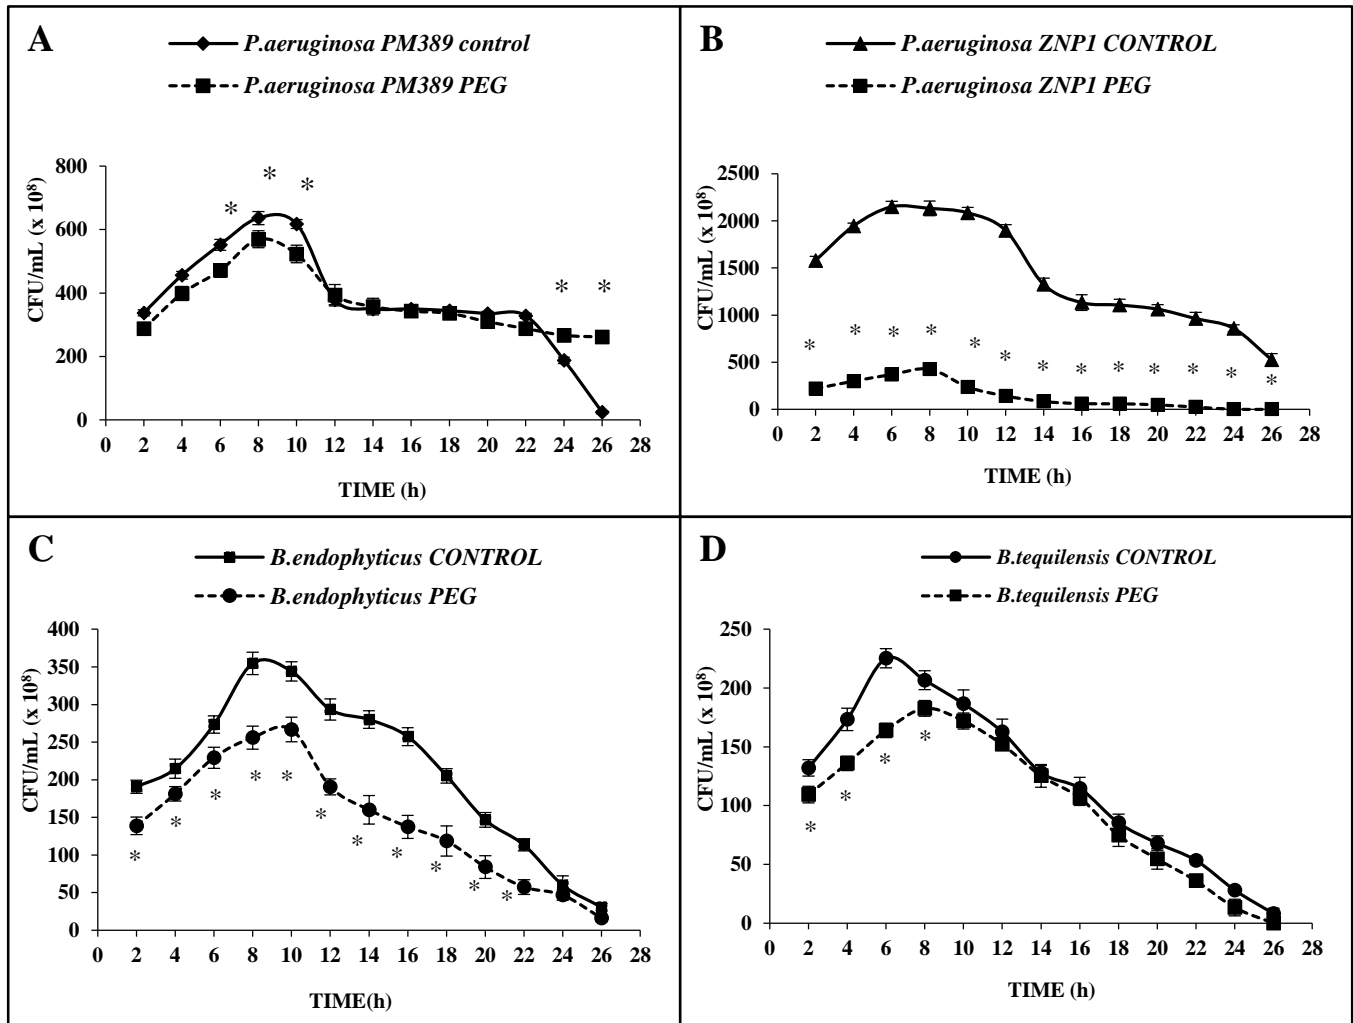 A
P.aeruginosa PM389 control
P.aeruginosa PM389 PEG
CFU/mL (x 10⁸)
800
600
400
200
0
* * * * *
0 2 4 6 8 10 12 14 16 18 20 22 24 26 28
TIME (h)
B
P.aeruginosa ZNP1 CONTROL
P.aeruginosa ZNP1 PEG
CFU/mL (x 10⁸)
2500
2000
1500
1000
500
0
* * * * * * * * * * * * *
0 2 4 6 8 10 12 14 16 18 20 22 24 26 28
TIME (h)
C
B.endophyticus CONTROL
B.endophyticus PEG
CFU/mL (x 10⁸)
400
350
300
250
200
150
100
50
0
* * * * * * * * * * *
0 2 4 6 8 10 12 14 16 18 20 22 24 26 28
TIME(h)
D
B.tequilensis CONTROL
B.tequilensis PEG
CFU/mL (x 10⁸)
250
200
150
100
50
0
* * * *
0 2 4 6 8 10 12 14 16 18 20 22 24 26 28
TIME (h)